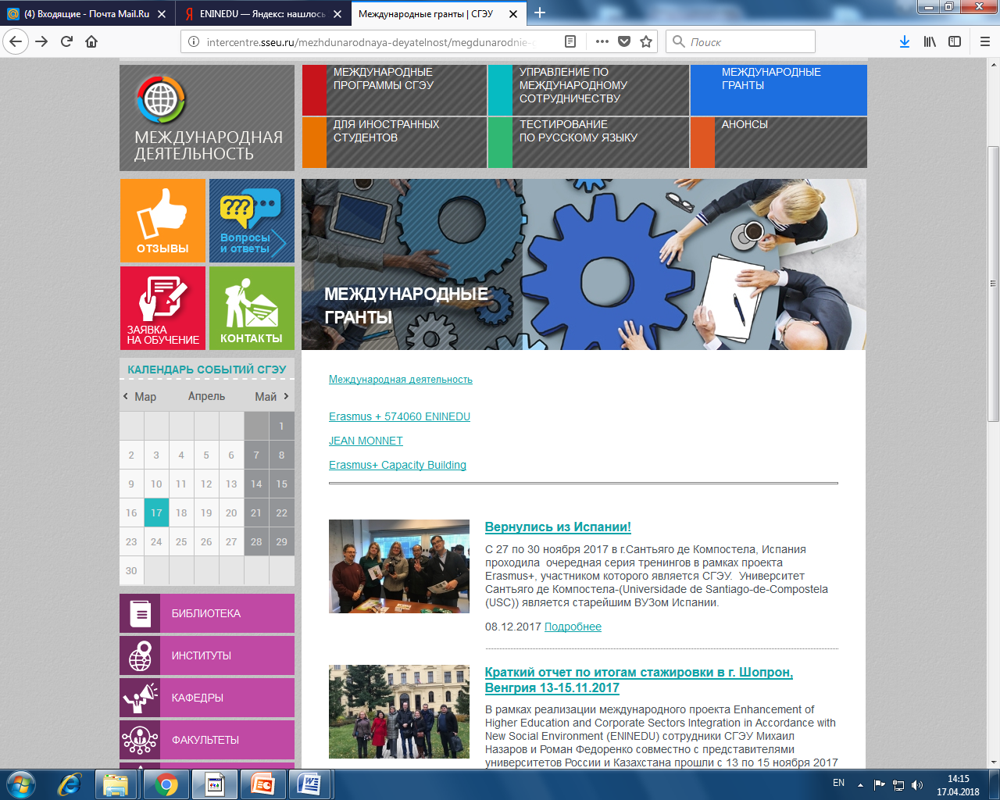 (4) Входящие - Почта Mail.Ru
ENINEDU — Яндекс: нашлось
Международные гранты | СГЭУ
intercentre.sseu.ru/mezhdunarodnaya-deyatelnost/megdunarodnie-g
Поиск
МЕЖДУНАРОДНАЯ
ДЕЯТЕЛЬНОСТЬ
МЕЖДУНАРОДНЫЕ
ПРОГРАММЫ СГЭУ
УПРАВЛЕНИЕ ПО
МЕЖДУНАРОДНОМУ
СОТРУДНИЧЕСТВУ
МЕЖДУНАРОДНЫЕ
ГРАНТЫ
ДЛЯ ИНОСТРАННЫХ
СТУДЕНТОВ
ТЕСТИРОВАНИЕ
ПО РУССКОМУ ЯЗЫКУ
АНОНСЫ
ОТЗЫВЫ
???
Вопросы
и ответы
ЗАЯВКА
НА ОБУЧЕНИЕ
КОНТАКТЫ
МЕЖДУНАРОДНЫЕ
ГРАНТЫ
КАЛЕНДАРЬ СОБЫТИЙ СГЭУ
Мар Апрель Май
1
2 3 4 5 6 7 8
9 10 11 12 13 14 15
16 17 18 19 20 21 22
23 24 25 26 27 28 29
30
БИБЛИОТЕКА
ИНСТИТУТЫ
КАФЕДРЫ
ФАКУЛЬТЕТЫ
Международная деятельность
Erasmus + 574060 ENINEDU
JEAN MONNET
Erasmus+ Capacity Building
Вернулись из Испании!
С 27 по 30 ноября 2017 в г.Сантьяго де Компостела, Испания
проходила очередная серия тренингов в рамках проекта
Erasmus+, участником которого является СГЭУ. Университет
Сантьяго де Компостела-(Universidade de Santiago-de-Compostela
(USC)) является старейшим ВУЗом Испании.
08.12.2017 Подробнее
Краткий отчет по итогам стажировки в г. Шопрон,
Венгрия 13-15.11.2017
В рамках реализации международного проекта Enhancement of
Higher Education and Corporate Sectors Integration in Accordance with
New Social Environment (ENINEDU) сотрудники СГЭУ Михаил
Назаров и Роман Федоренко совместно с представителями
университетов России и Казахстана прошли с 13 по 15 ноября 2017
EN
14:15
17.04.2018